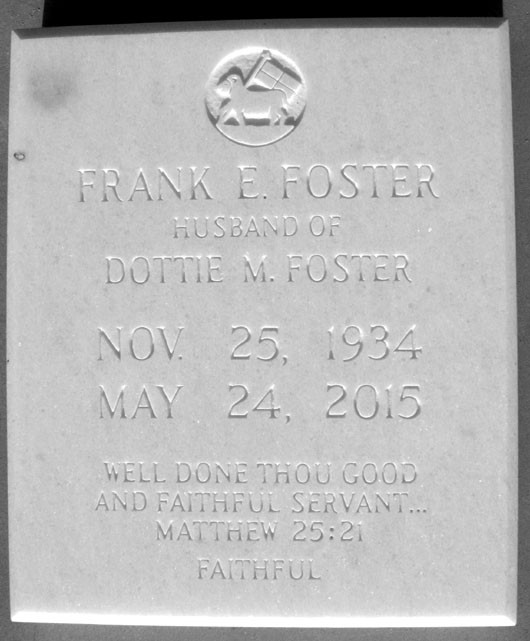 FRANK E. FOSTER
HUSBAND OF
DOTTIE M. FOSTER
NOV. 25, 1934
MAY 24, 2015
WELL DONE THOU GOOD
AND FAITHFUL SERVANT...
MATTHEW 25:21
FAITHFUL